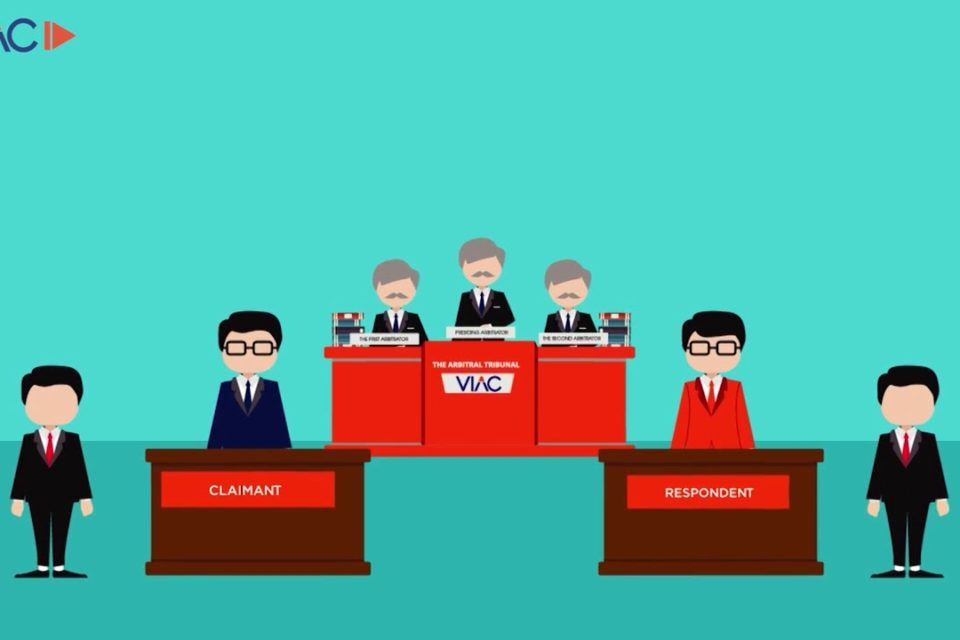 AC
PRESIDING ARBITRATOR
THE FIRST ARBITRATOR
THE SECOND ARBITRATOR
THE ARBITRAL TRIBUNAL
VIAC
CLAIMANT
RESPONDENT